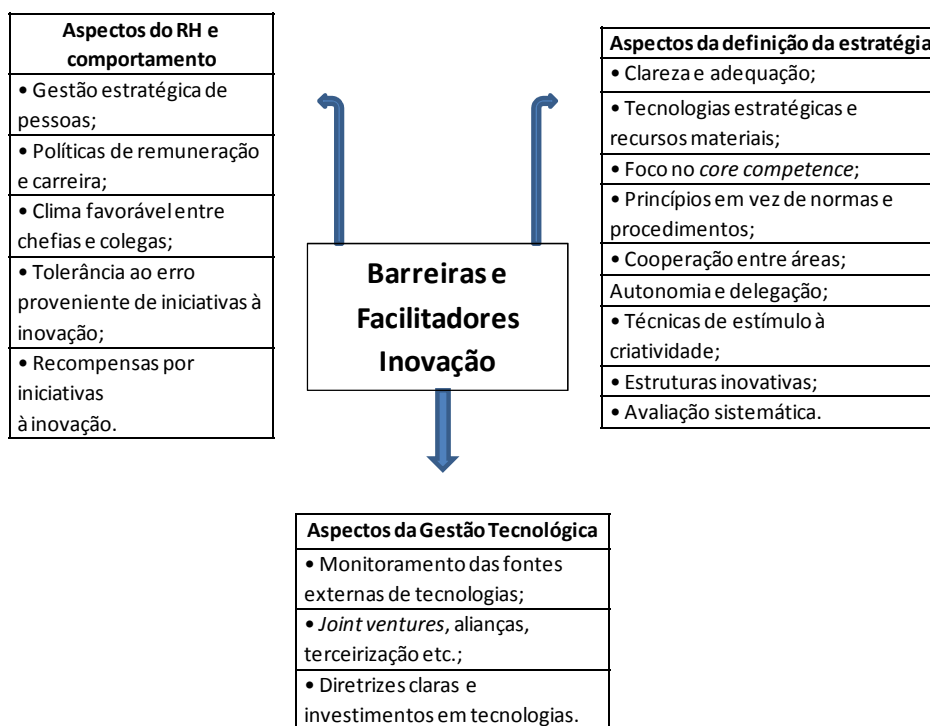 Aspectos do RH e
comportamento
• Gestão estratégica de
pessoas;
• Políticas de remuneração
e carreira;
• Clima favorável entre
chefias e colegas;
• Tolerância ao erro
proveniente de iniciativas à
inovação;
• Recompensas por
iniciativas
à inovação.
Aspectos da definição da estratégia
• Clareza e adequação;
• Tecnologias estratégicas e
recursos materiais;
• Foco no core competence;
• Princípios em vez de normas e
procedimentos;
• Cooperação entre áreas;
Autonomia e delegação;
• Técnicas de estímulo à
criatividade;
• Estruturas inovativas;
• Avaliação sistemática.
Barreiras e
Facilitadores
Inovação
Aspectos da Gestão Tecnológica
• Monitoramento das fontes
externas de tecnologias;
• Joint ventures, alianças,
terceirização etc.;
• Diretrizes claras e
investimentos em tecnologias.